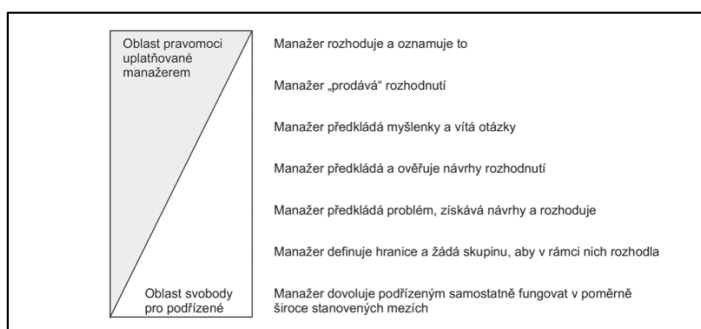 Oblast pravomoci
uplatňované
manažerem
Manažer rozhoduje a oznamuje to
Manažer „prodává“ rozhodnutí
Manažer předkládá myšlenky a vítá otázky
Manažer předkládá a ověřuje návrhy rozhodnutí
Manažer předkládá problém, získává návrhy a rozhoduje
Manažer definuje hranice a žádá skupinu, aby v rámci nich rozhodla
Oblast svobody
pro podřízené
Manažer dovoluje podřízeným samostatně fungovat v poměrně
široce stanovených mezích